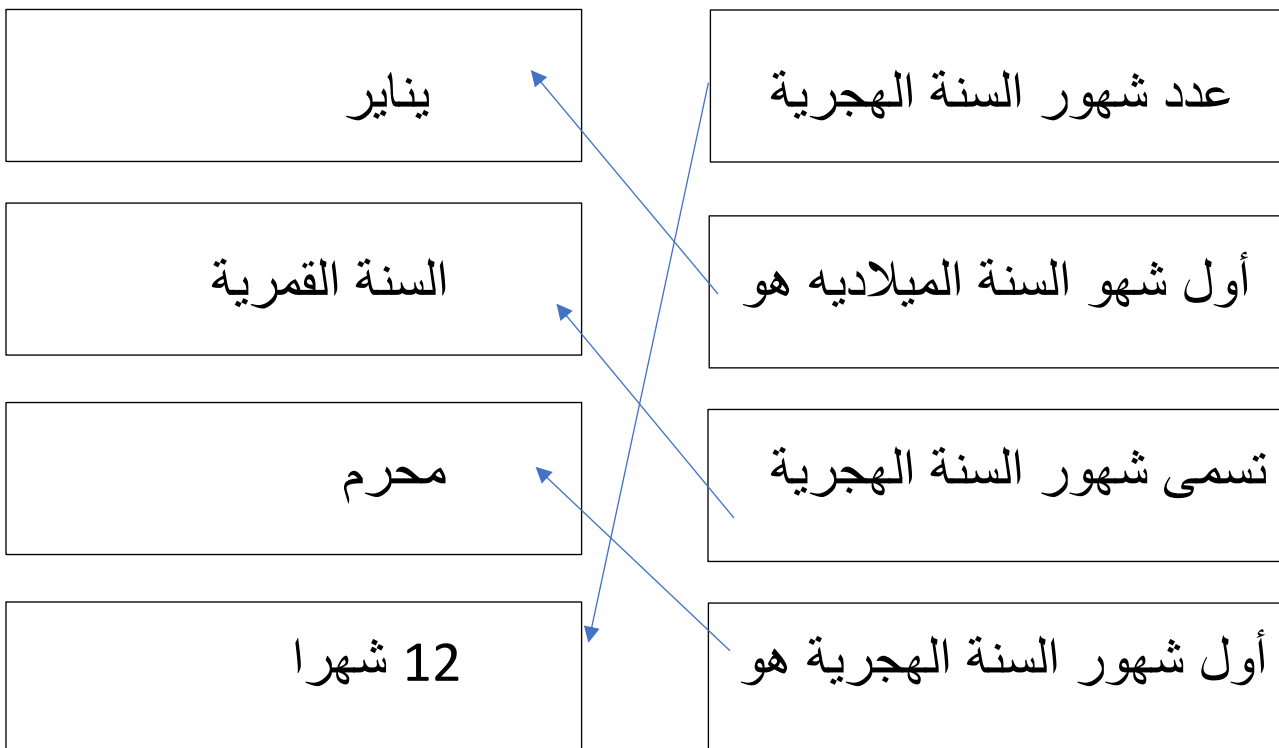 عدد شهور السنة الهجرية
يناير
أول شهو السنة الميلاديه هو
السنة القمرية
تسمى شهور السنة الهجرية
محرم
أول شهور السنة الهجرية هو
12 شهرا